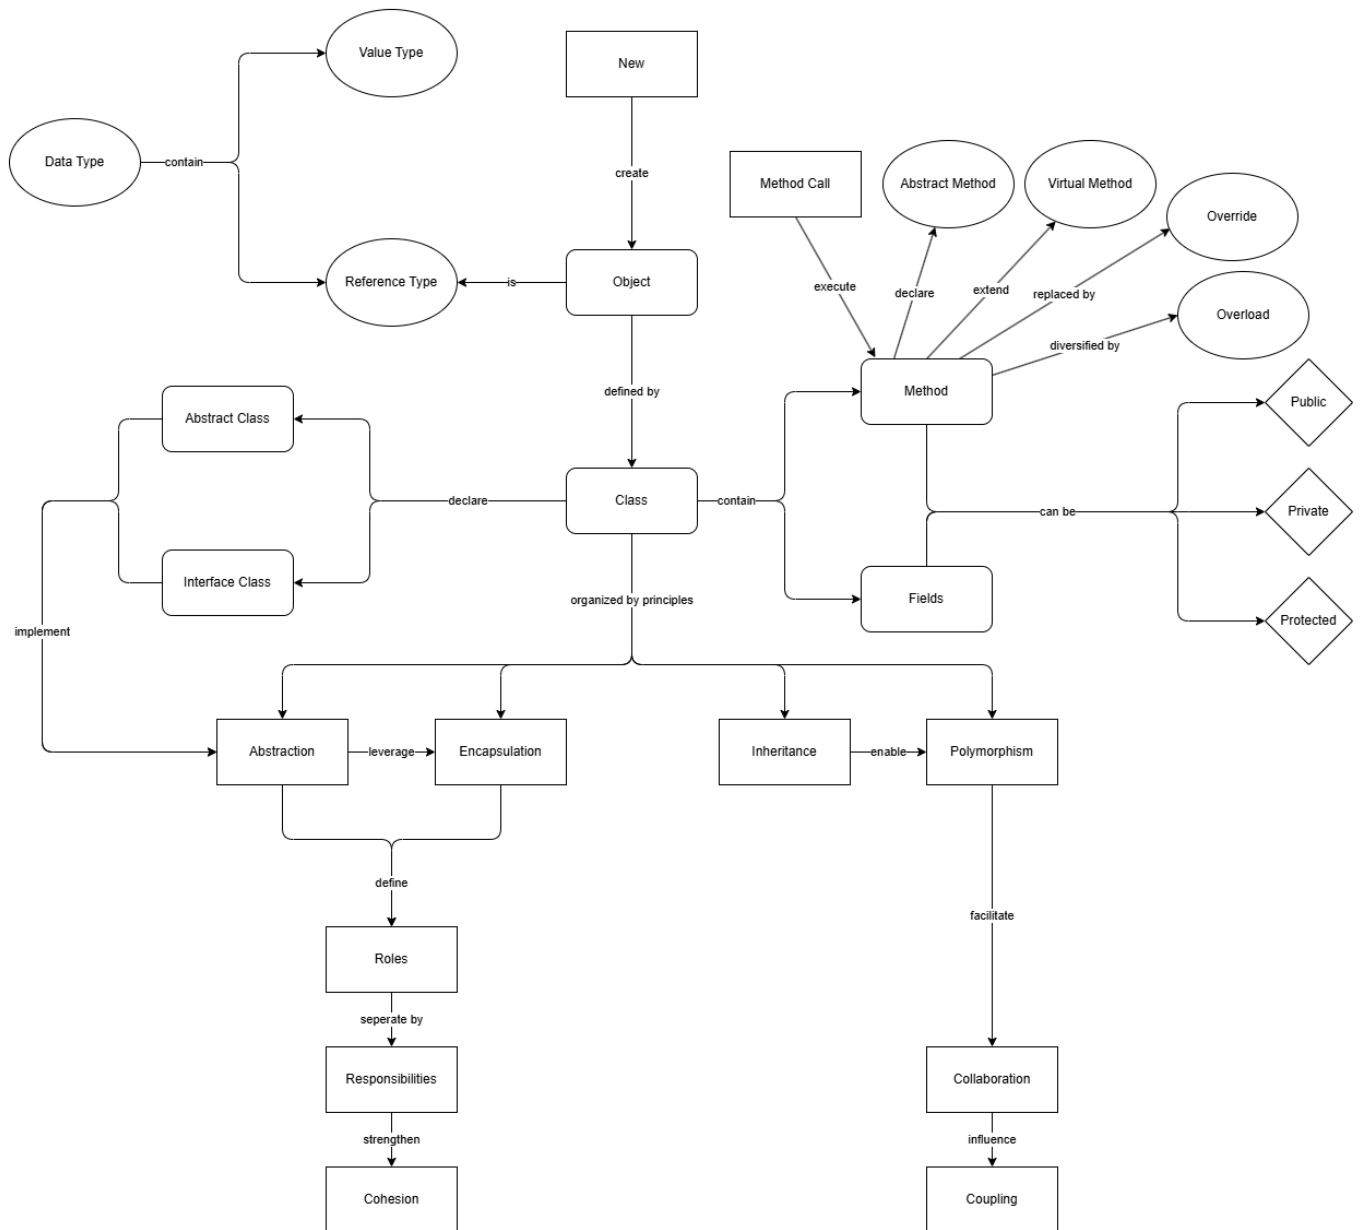 Value Type
New
Data Type
contain
create
Method Call
Abstract Method
Virtual Method
Override
Reference Type
is
Object
execute
declare
extend
replaced by
Overload
diversified by
defined by
Method
Public
Abstract Class
declare
Class
contain
can be
Private
Interface Class
organized by principles
Fields
Protected
implement
Abstraction
leverage
Encapsulation
Inheritance
enable
Polymorphism
define
facilitate
Roles
seperate by
Responsibilities
Collaboration
strengthen
influence
Cohesion
Coupling